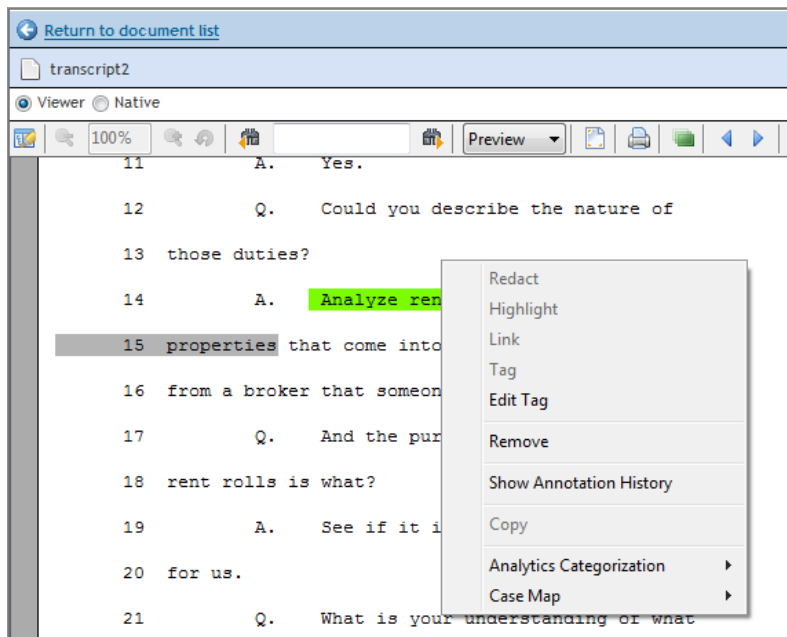 Return to document list
transcript2
Viewer Native
100% Preview
11 A. Yes.
12 Q. Could you describe the nature of
13 those duties?
14 A. Analyze ren
15 properties that come into
16 from a broker that someon
17 Q. And the pur
18 rent rolls is what?
19 A. See if it i
20 for us.
21 Q. What is your understanding of what
Redact
Highlight
Link
Tag
Edit Tag
Remove
Show Annotation History
Copy
Analytics Categorization
Case Map